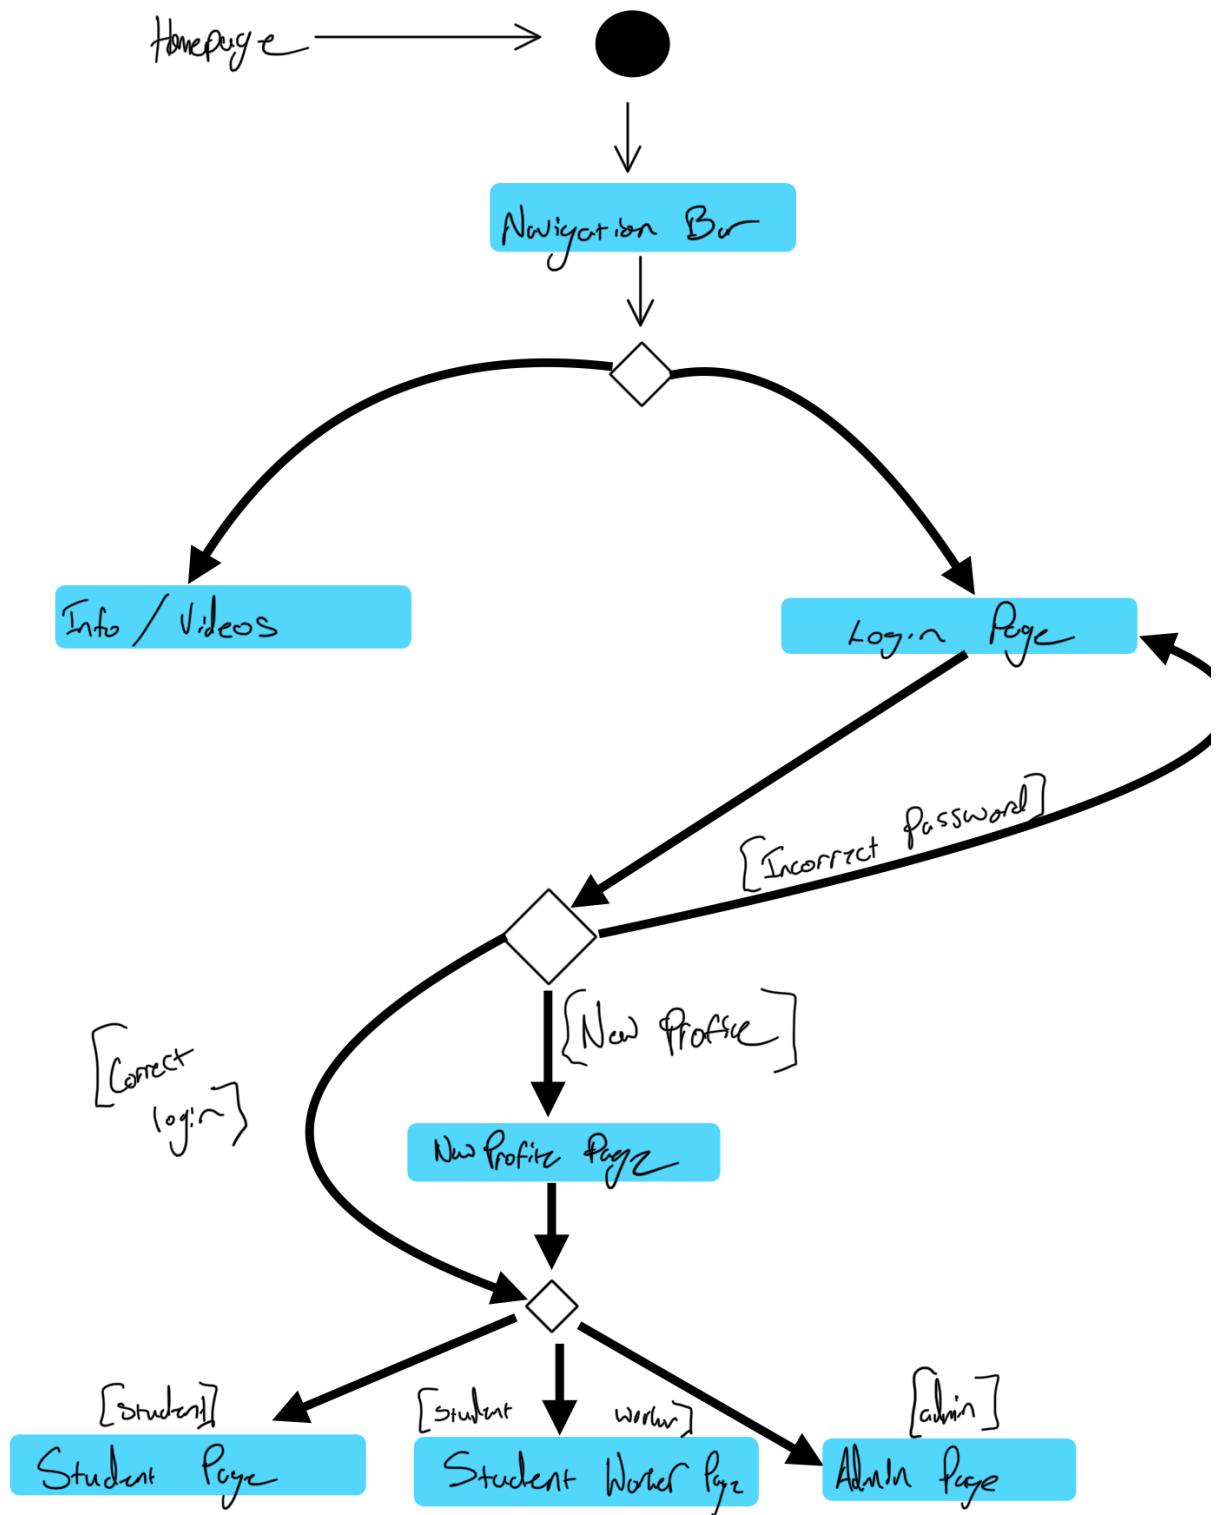 Homepage
Navigation Bar
Info / Videos
Login Page
[Incorrect Password]
[New Profile]
[Correct
login]
New Profile Page
[student]
[student worker]
[admin]
Student Page
Student Worker Page
Admin Page